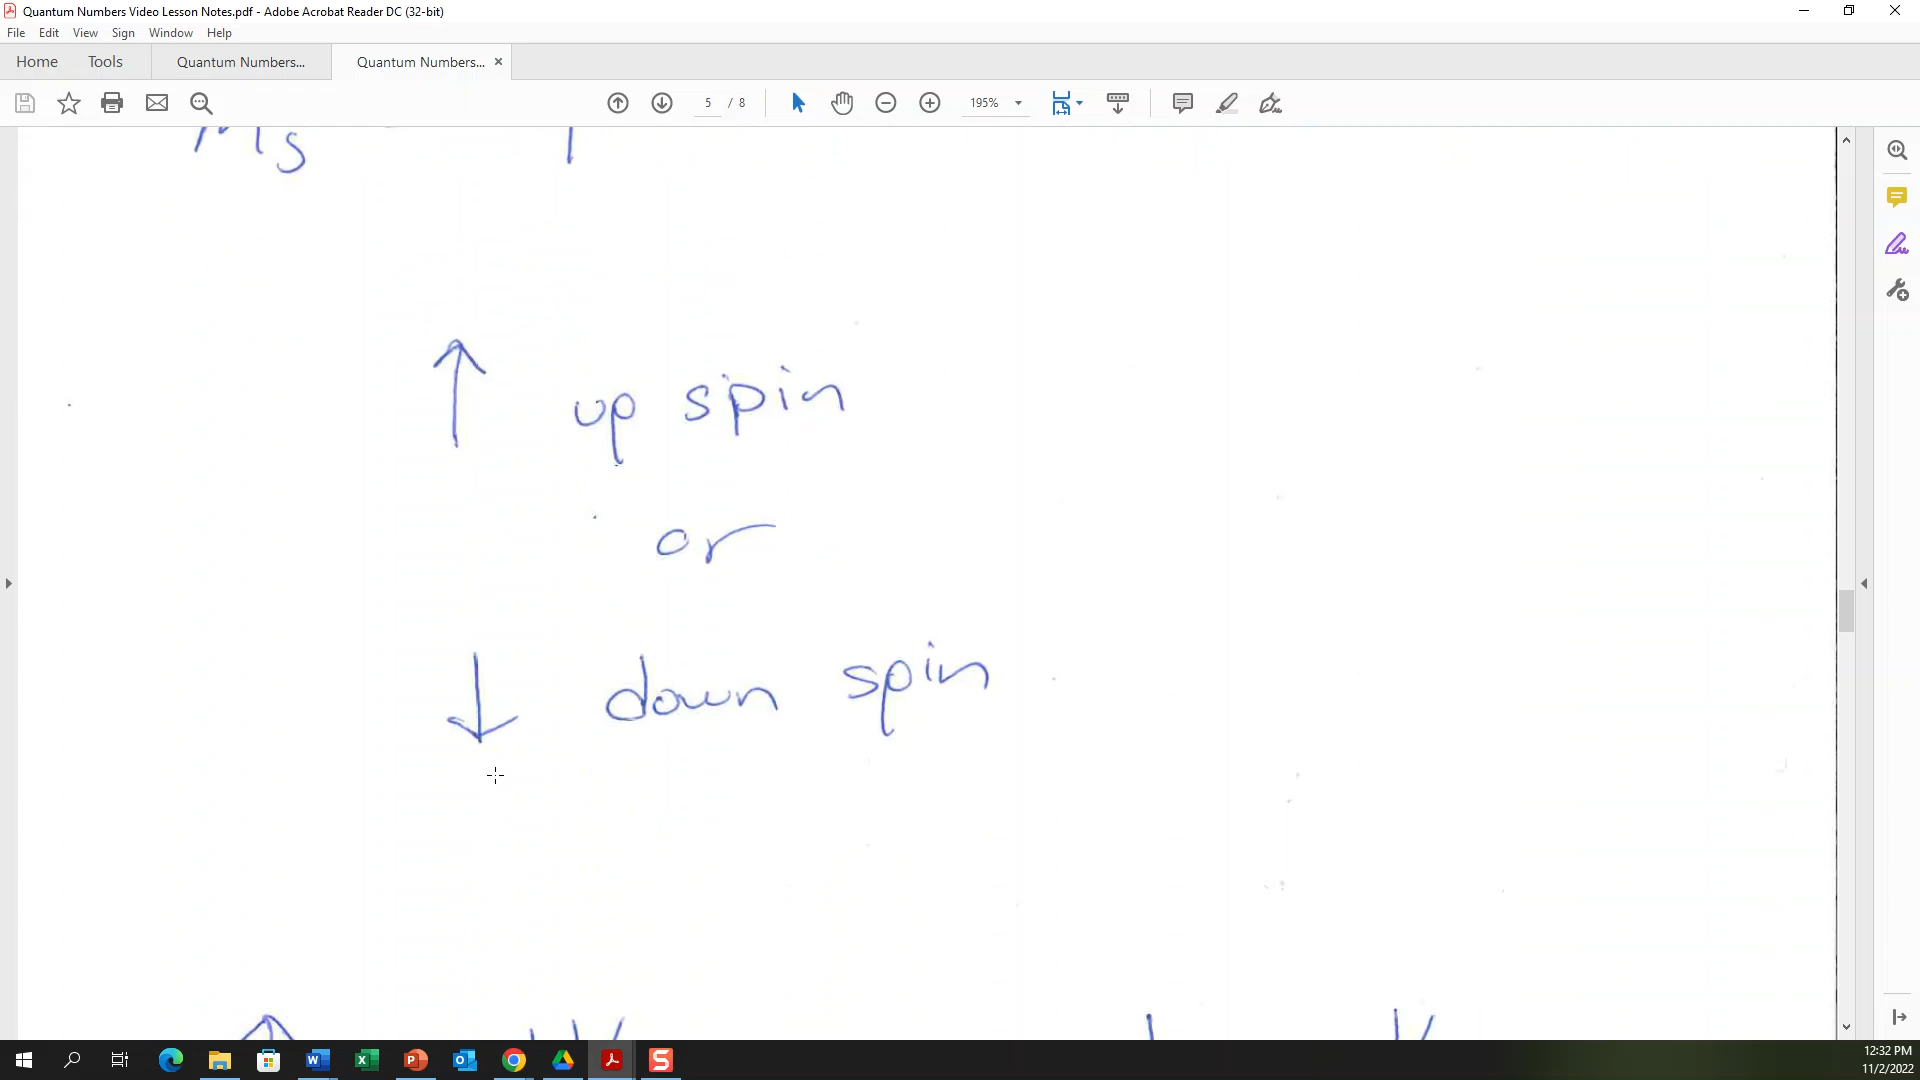 Quantum Numbers Video Lesson Notes.pdf - Adobe Acrobat Reader DC (32-bit)
File Edit View Sign Window Help
Home Tools Quantum Numbers... Quantum Numbers...
5 / 8 195%
Ms
↑ up spin
or
↓ down spin
12:32 PM
11/2/2022